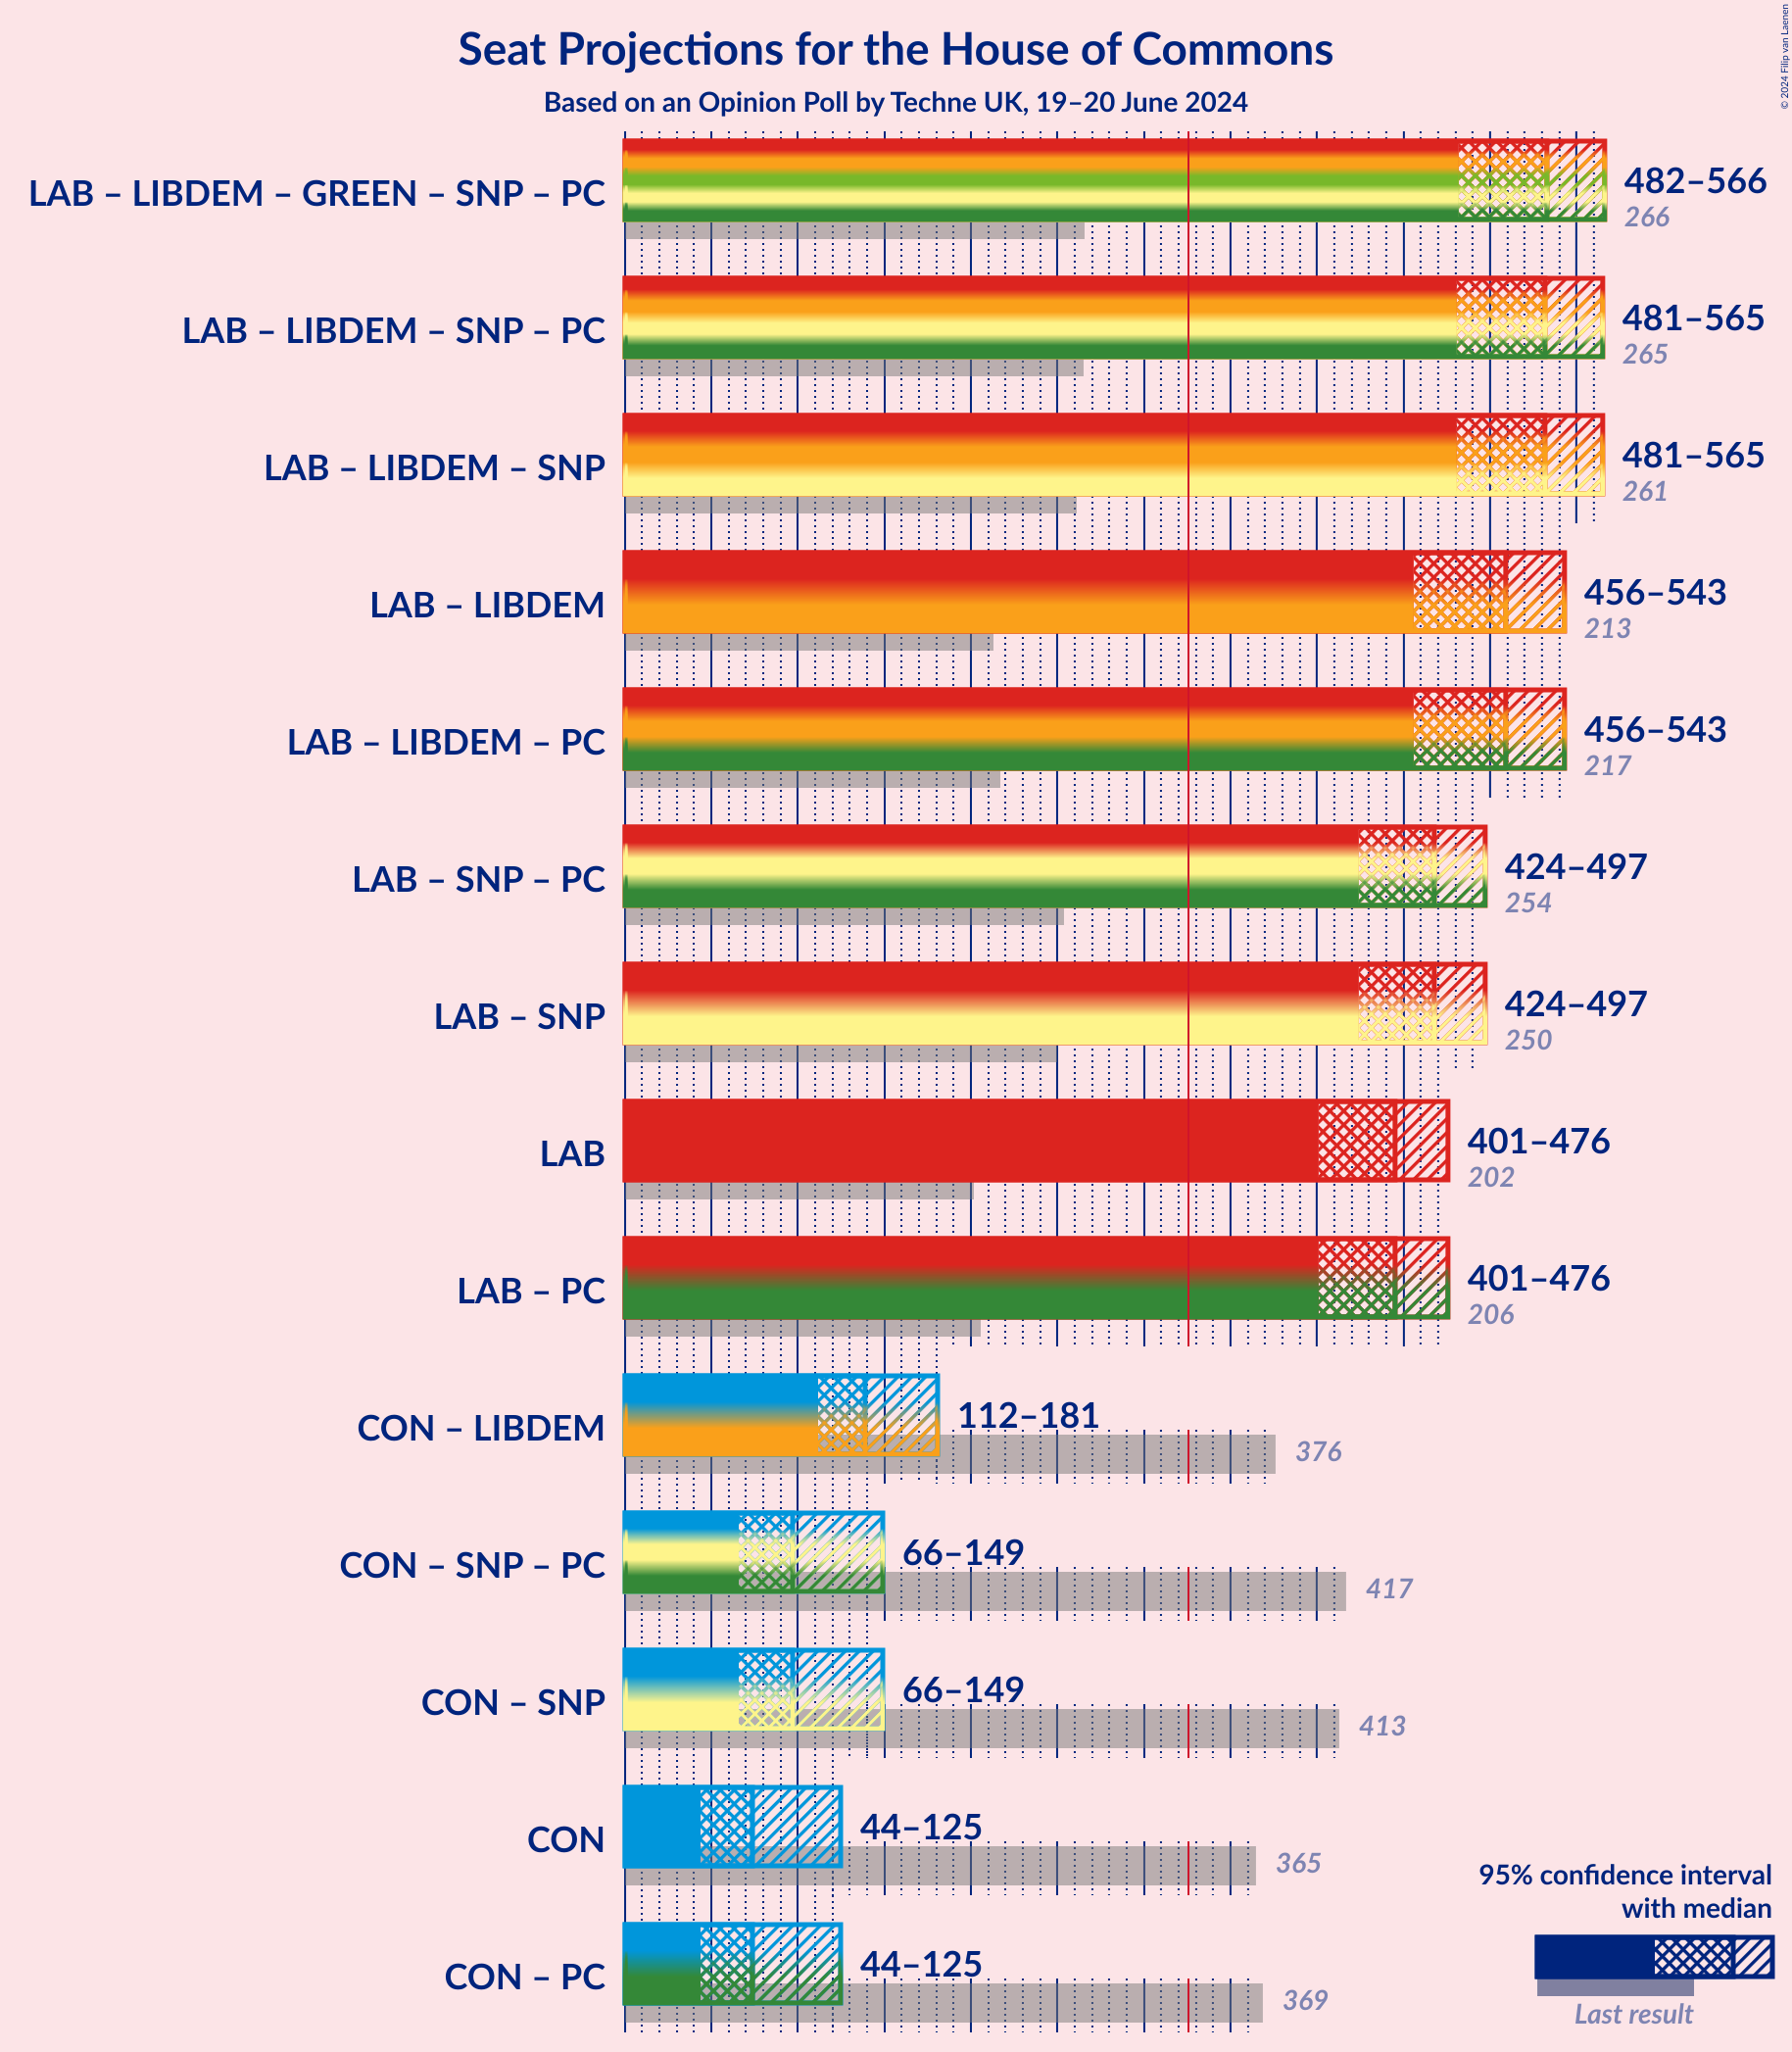 Seat Projections for the House of Commons
Based on an Opinion Poll by Techne UK, 19–20 June 2024
© 2024 Filip van Laenen
LAB – LIBDEM – GREEN – SNP – PC
482–566
266
LAB – LIBDEM – SNP – PC
481–565
265
LAB – LIBDEM – SNP
481–565
261
LAB – LIBDEM
456–543
213
LAB – LIBDEM – PC
456–543
217
LAB – SNP – PC
424–497
254
LAB – SNP
424–497
250
LAB
401–476
202
LAB – PC
401–476
206
CON – LIBDEM
112–181
376
CON – SNP – PC
66–149
417
CON – SNP
66–149
413
CON
44–125
365
CON – PC
44–125
369
95% confidence interval
with median
Last result